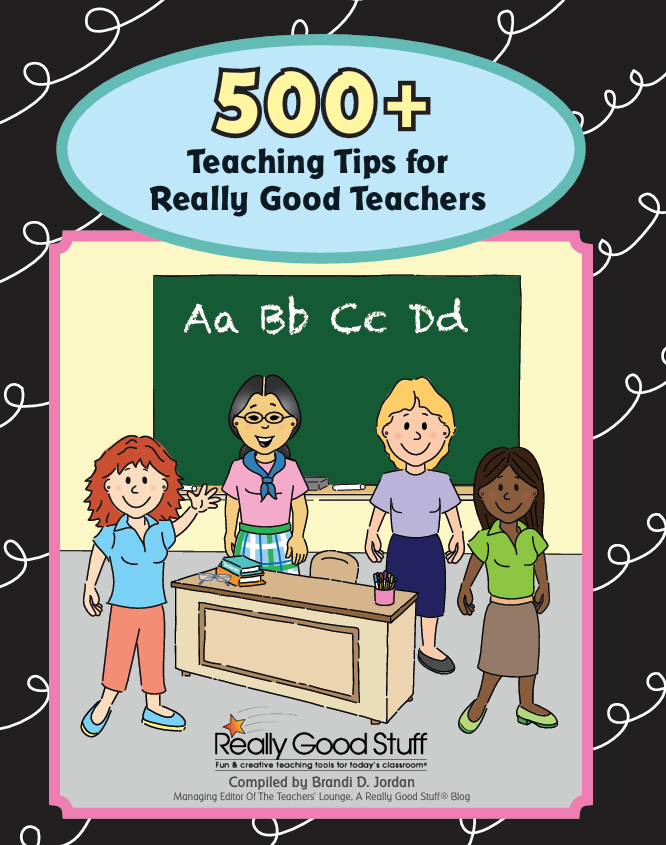 500+
Teaching Tips for
Really Good Teachers
Aa Bb Cc Dd
Really Good Stuff
Fun & creative teaching tools for today's classroom®
Compiled by Brandi D. Jordan
Managing Editor Of The Teachers' Lounge, A Really Good Stuff® Blog